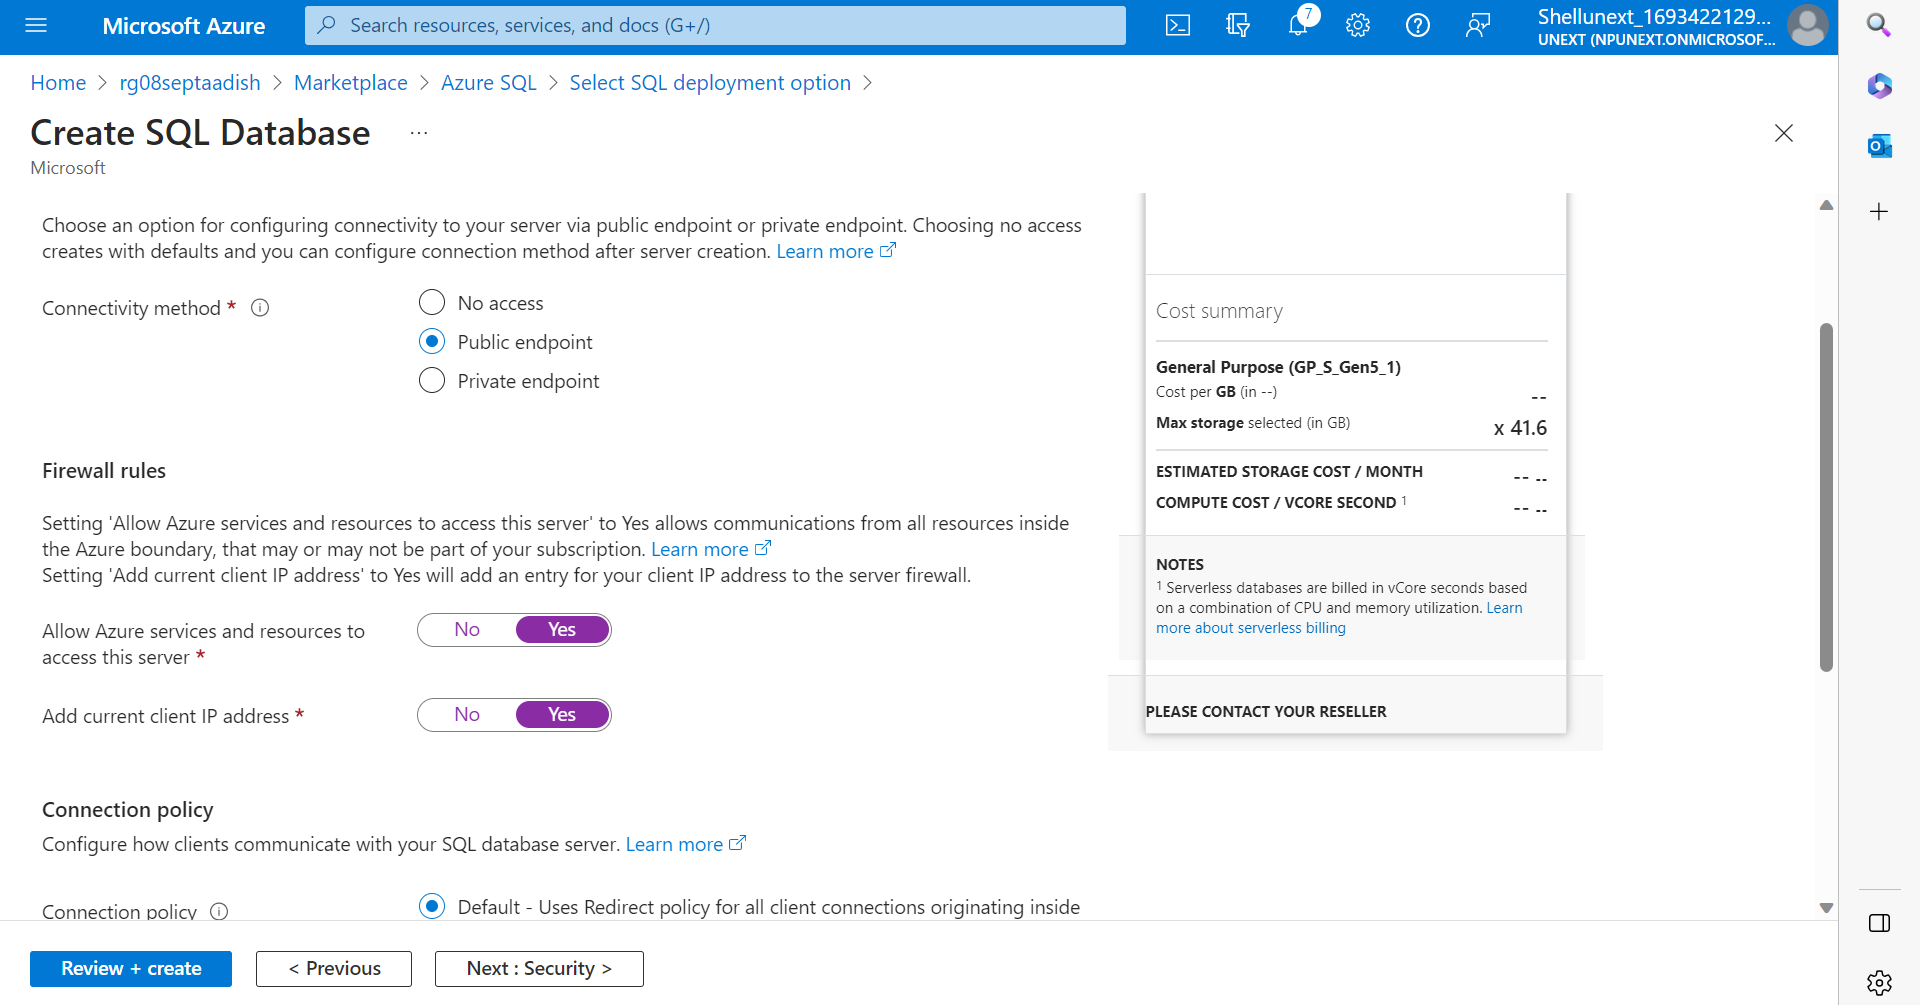 Microsoft Azure
Search resources, services, and docs (G+/)
7
Shellunext_1693422129...
UNEXT (NPUNEXT.ONMICROSOF...
Home > rg08septaadish > Marketplace > Azure SQL > Select SQL deployment option >
Create SQL Database ...
Microsoft
Choose an option for configuring connectivity to your server via public endpoint or private endpoint. Choosing no access
creates with defaults and you can configure connection method after server creation. Learn more
Connectivity method *
No access
Public endpoint
Private endpoint
Firewall rules
Setting 'Allow Azure services and resources to access this server' to Yes allows communications from all resources inside
the Azure boundary, that may or may not be part of your subscription. Learn more
Setting 'Add current client IP address' to Yes will add an entry for your client IP address to the server firewall.
Allow Azure services and resources to
access this server *
No Yes
Add current client IP address *
No Yes
Connection policy
Configure how clients communicate with your SQL database server. Learn more
Connection policy
Default - Uses Redirect policy for all client connections originating inside
Cost summary
General Purpose (GP_S_Gen5_1)
Cost per GB (in --)
--
Max storage selected (in GB)
x 41.6
ESTIMATED STORAGE COST / MONTH
-- --
COMPUTE COST / VCORE SECOND 1
-- --
NOTES
1 Serverless databases are billed in vCore seconds based
on a combination of CPU and memory utilization. Learn
more about serverless billing
PLEASE CONTACT YOUR RESELLER
Review + create
< Previous
Next : Security >